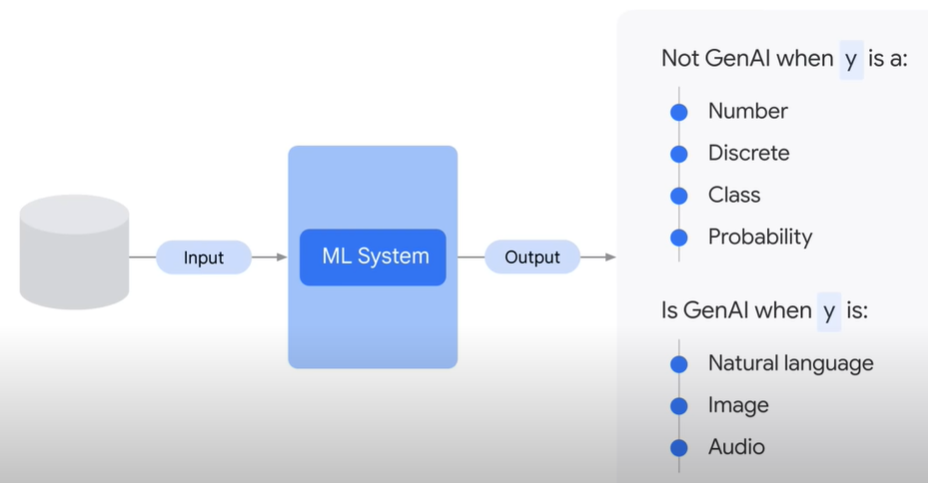 Input
ML System
Output
Not GenAI when y is a:
Number
Discrete
Class
Probability
Is GenAI when y is:
Natural language
Image
Audio